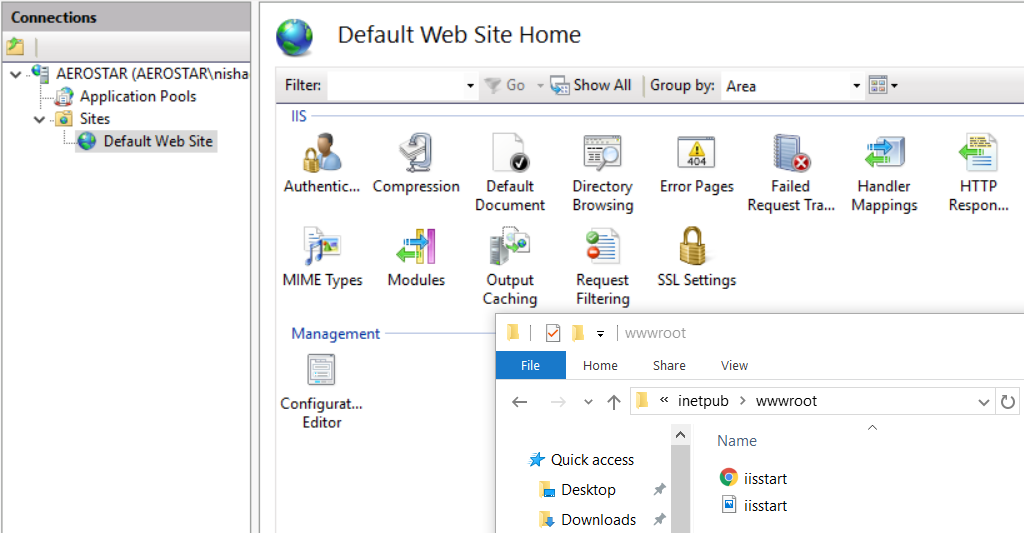 Connections
AEROSTAR (AEROSTAR\nisha
Application Pools
Sites
Default Web Site
Default Web Site Home
Filter:
Go
Show All
Group by:
Area
IIS
Authentic...
Compression
Default
Document
Directory
Browsing
404
Error Pages
Failed
Request Tra...
Handler
Mappings
HTTP
Respon...
MIME Types
Modules
Output
Caching
Request
Filtering
SSL Settings
Management
Configurat...
Editor
wwwroot
File
Home
Share
View
« inetpub > wwwroot
Quick access
Desktop
Downloads
Name
iisstart
iisstart